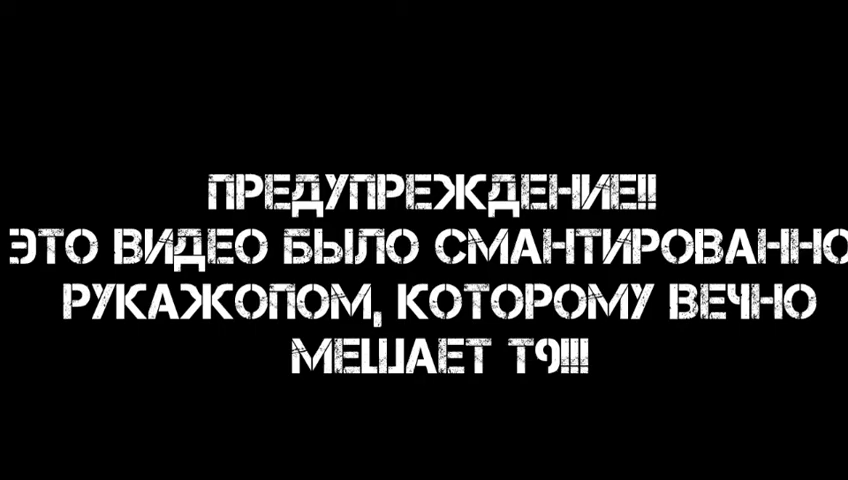 ПРЕДУПРЕЖДЕНИЕ!!
ЭТО ВИДЕО БЫЛО СМАНТИРОВАННО
РУКАЖОПОМ, КОТОРОМУ ВЕЧНО
МЕШАЕТ Т9!!!